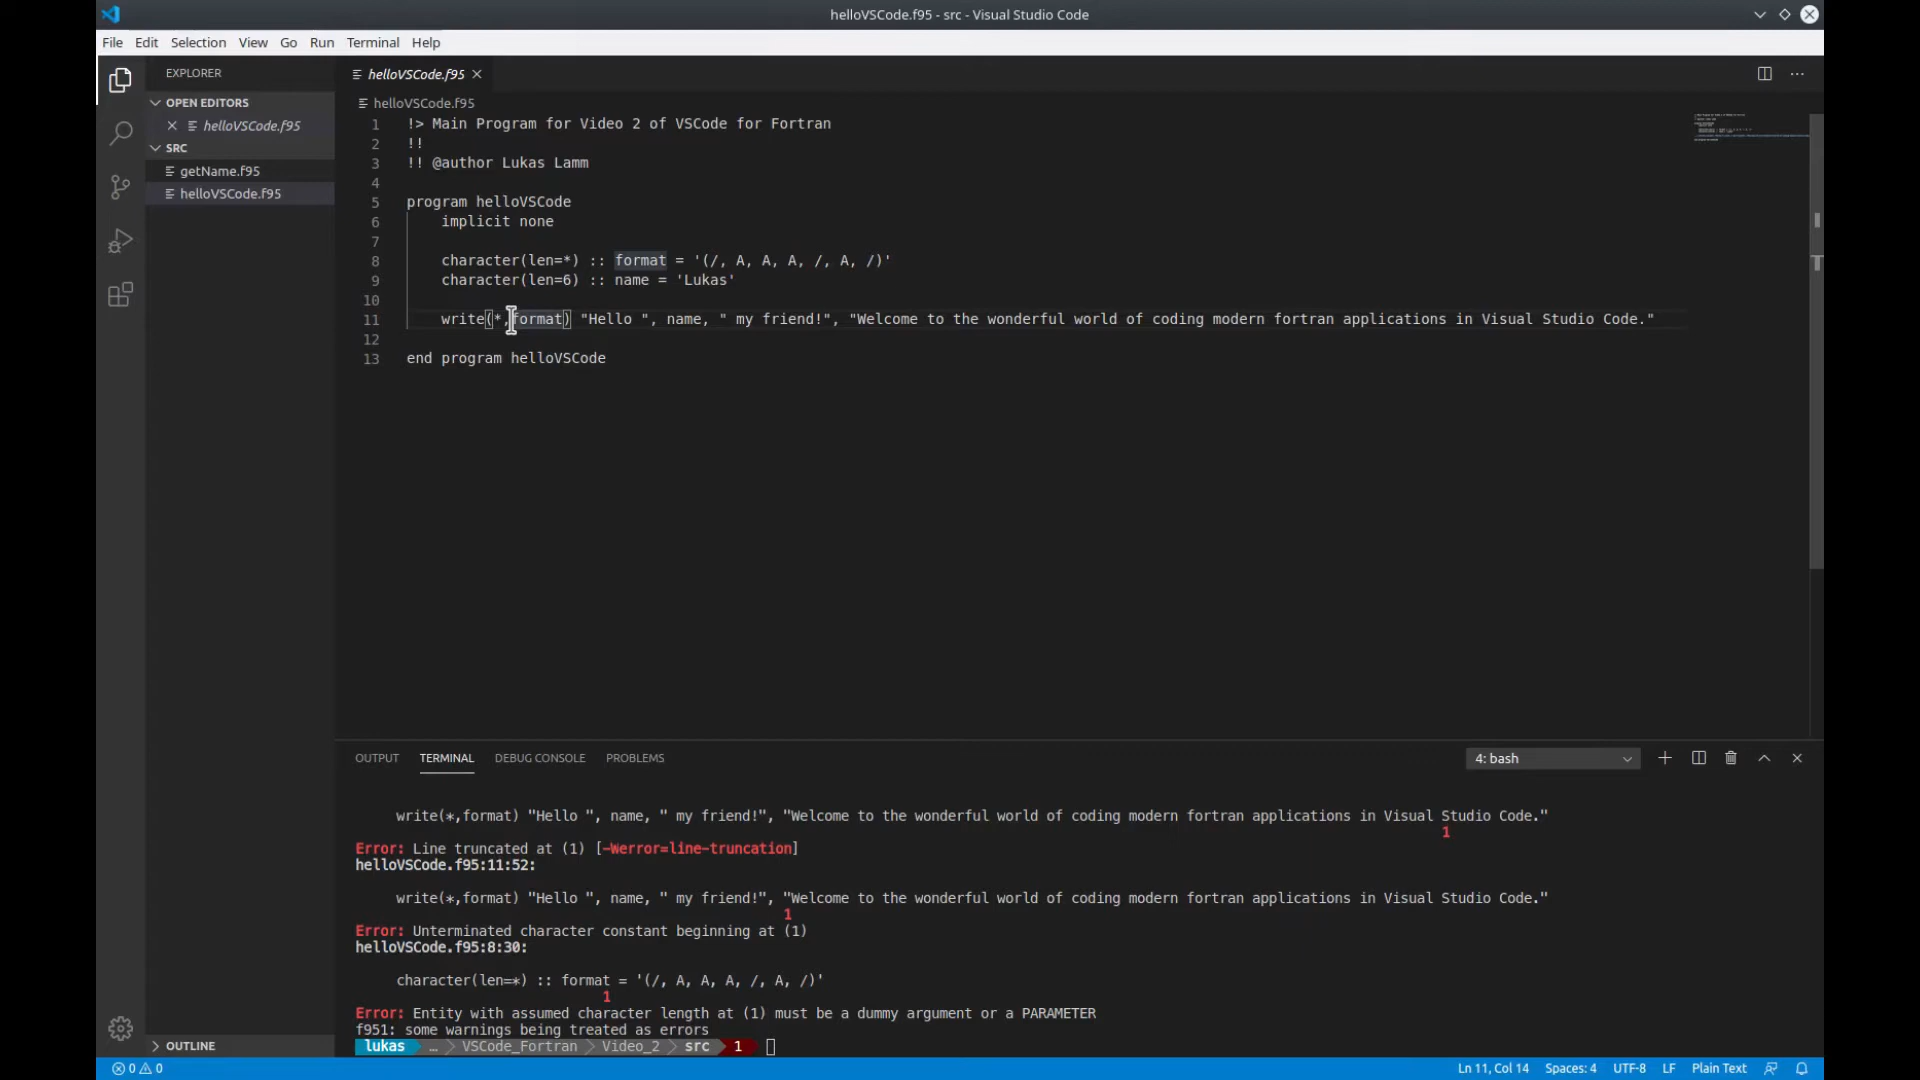 helloVSCode.f95 - src - Visual Studio Code
File Edit Selection View Go Run Terminal Help
EXPLORER
OPEN EDITORS
helloVSCode.f95
SRC
getName.f95
helloVSCode.f95
OUTLINE
helloVSCode.f95
helloVSCode.f95
1 !> Main Program for Video 2 of VSCode for Fortran
2 !!
3 !! @author Lukas Lamm
4
5 program helloVSCode
6 implicit none
7
8 character(len=*) :: format = '(/, A, A, A, /, A, /)'
9 character(len=6) :: name = 'Lukas'
10
11 write(*,format) "Hello ", name, " my friend!", "Welcome to the wonderful world of coding modern fortran applications in Visual Studio Code."
12
13 end program helloVSCode
OUTPUT TERMINAL DEBUG CONSOLE PROBLEMS 4: bash
write(*,format) "Hello ", name, " my friend!", "Welcome to the wonderful world of coding modern fortran applications in Visual Studio Code."
1
Error: Line truncated at (1) [-Werror=line-truncation]
helloVSCode.f95:11:52:
write(*,format) "Hello ", name, " my friend!", "Welcome to the wonderful world of coding modern fortran applications in Visual Studio Code."
1
Error: Unterminated character constant beginning at (1)
helloVSCode.f95:8:30:
character(len=*) :: format = '(/, A, A, A, /, A, /)'
1
Error: Entity with assumed character length at (1) must be a dummy argument or a PARAMETER
f951: some warnings being treated as errors
lukas … VSCode_Fortran Video_2 src 1
0 0 Ln 11, Col 14 Spaces: 4 UTF-8 LF Plain Text